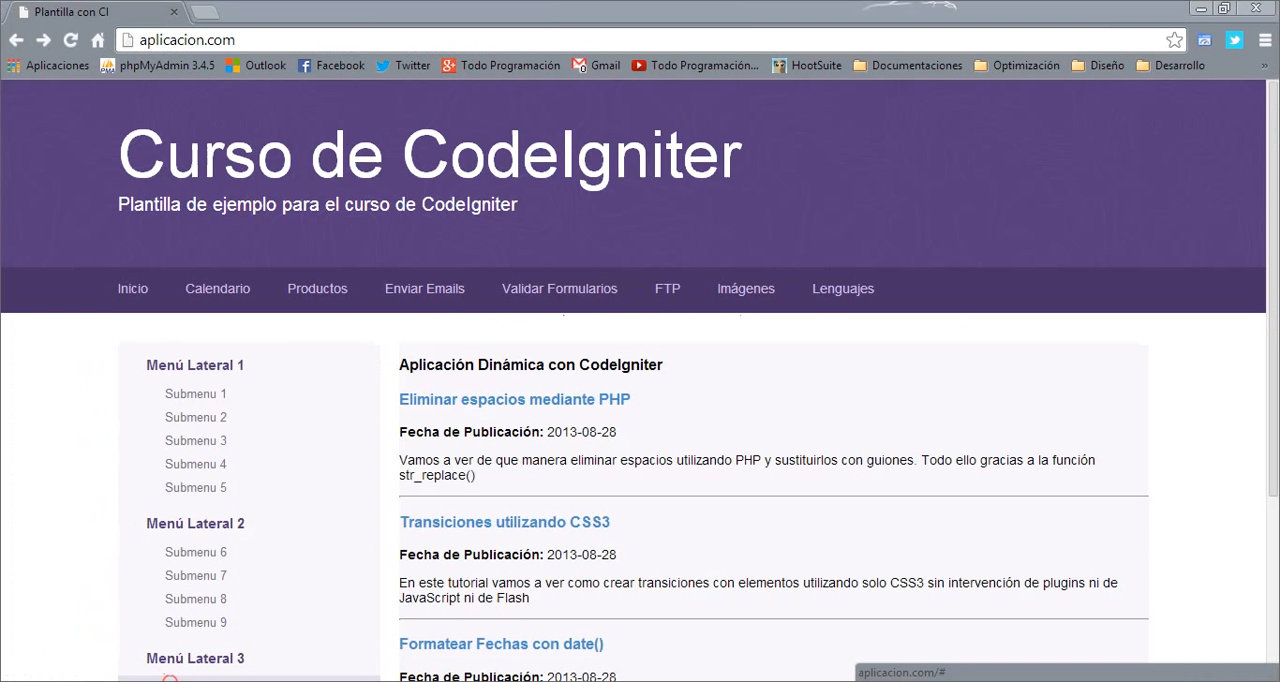 Plantilla con CI
aplicacion.com
Aplicaciones phpMyAdmin 3.4.5 Outlook Facebook Twitter Todo Programación Gmail Todo Programación... HootSuite Documentaciones Optimización Diseño Desarrollo »
Curso de CodeIgniter
Plantilla de ejemplo para el curso de CodeIgniter
Inicio Calendario Productos Enviar Emails Validar Formularios FTP Imágenes Lenguajes
Menú Lateral 1
Submenu 1
Submenu 2
Submenu 3
Submenu 4
Submenu 5
Menú Lateral 2
Submenu 6
Submenu 7
Submenu 8
Submenu 9
Menú Lateral 3
Aplicación Dinámica con CodeIgniter
Eliminar espacios mediante PHP
Fecha de Publicación: 2013-08-28
Vamos a ver de que manera eliminar espacios utilizando PHP y sustituirlos con guiones. Todo ello gracias a la función
str_replace()
Transiciones utilizando CSS3
Fecha de Publicación: 2013-08-28
En este tutorial vamos a ver como crear transiciones con elementos utilizando solo CSS3 sin intervención de plugins ni de
JavaScript ni de Flash
Formatear Fechas con date()
Fecha de Publicación: 2013-08-28
aplicacion.com/#